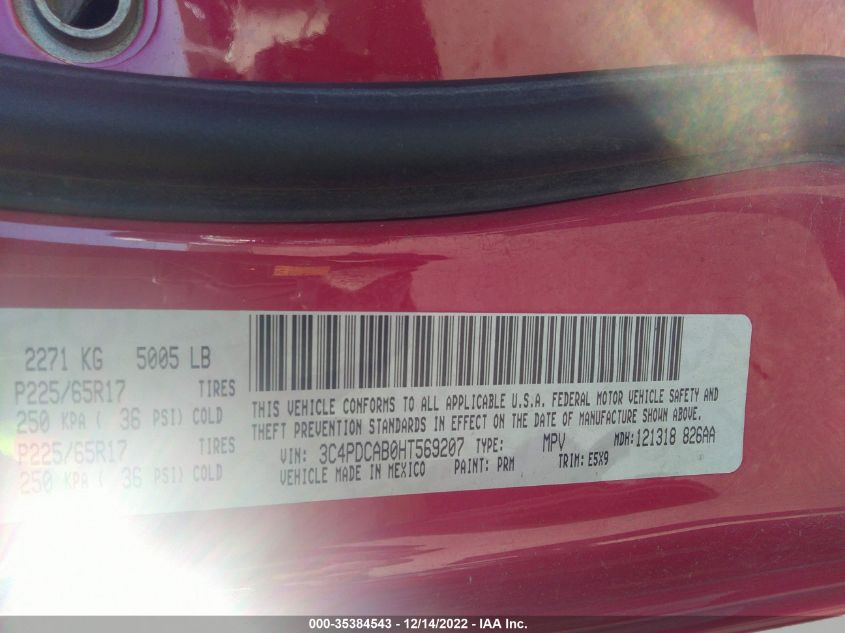 2271 KG 5005 LB
P225/65R17 TIRES
250 KPA ( 36 PSI) COLD
P225/65R17 TIRES
250 KPA ( 36 PSI) COLD
THIS VEHICLE CONFORMS TO ALL APPLICABLE U.S.A. FEDERAL MOTOR VEHICLE SAFETY AND
THEFT PREVENTION STANDARDS IN EFFECT ON THE DATE OF MANUFACTURE SHOWN ABOVE.
VIN: 3C4PDCAB0HT569207 TYPE: MPV MDH: 121318 826AA
VEHICLE MADE IN MEXICO PAINT: PRM TRIM: E5X9
000-35384543 - 12/14/2022 - IAA Inc.